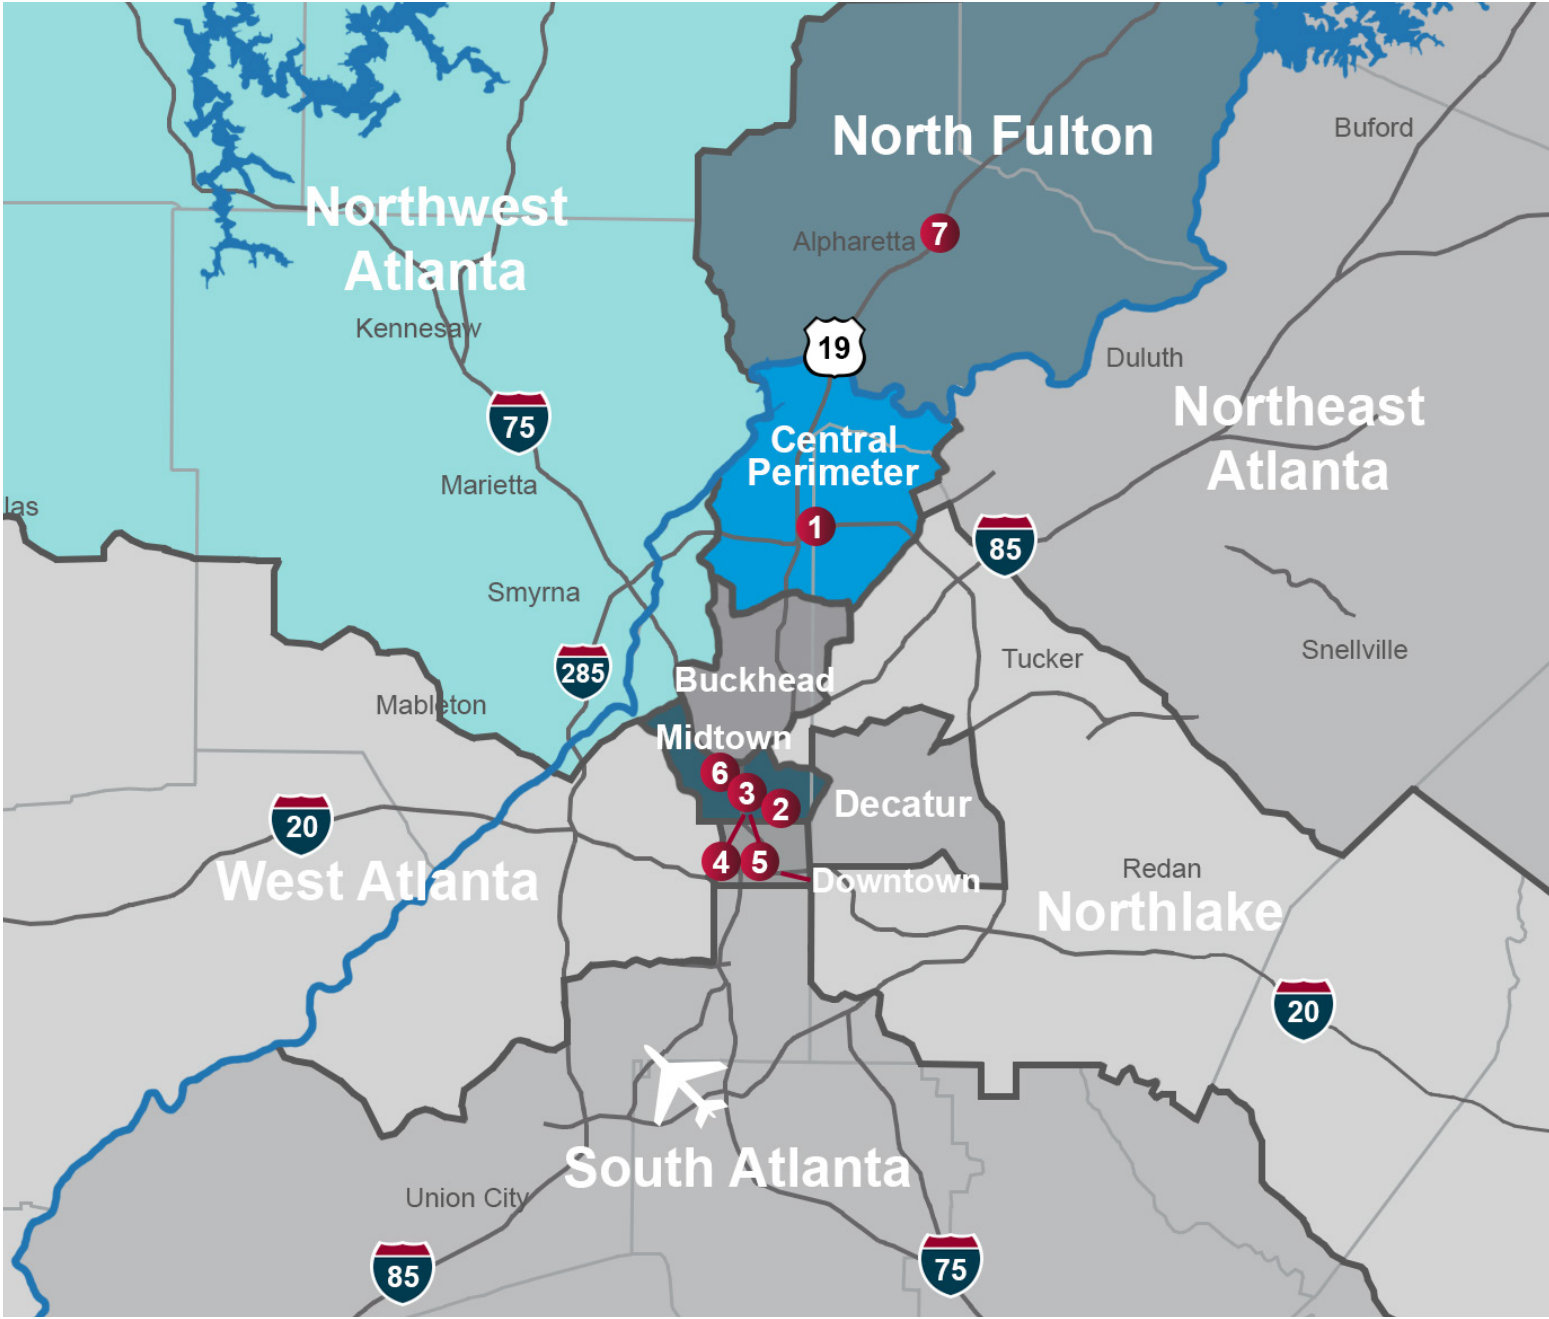 North Fulton
Buford
Northwest
Atlanta
Alpharetta
7
Kennesaw
19
Duluth
75
Northeast
Atlanta
Central
Perimeter
Marietta
las
1
85
Smyrna
Tucker
Snellville
285
Buckhead
Mableton
Midtown
6
3
2
Decatur
20
4
5
West Atlanta
Downtown
Redan
Northlake
20
South Atlanta
Union City
85
75